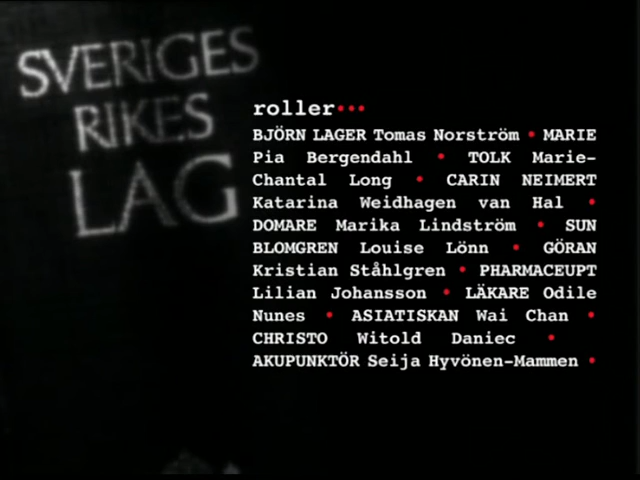 SVERIGES
RIKES
LAG
roller•••
BJÖRN LAGER Tomas Norström • MARIE
Pia Bergendahl • TOLK Marie-
Chantal Long • CARIN NEIMERT
Katarina Weidhagen van Hal •
DOMARE Marika Lindström • SUN
BLOMGREN Louise Lönn • GÖRAN
Kristian Ståhlgren • PHARMACEUPT
Lilian Johansson • LÄKARE Odile
Nunes • ASIATISKAN Wai Chan •
CHRISTO Witold Daniec •
AKUPUNKTÖR Seija Hyvönen-Mammen •